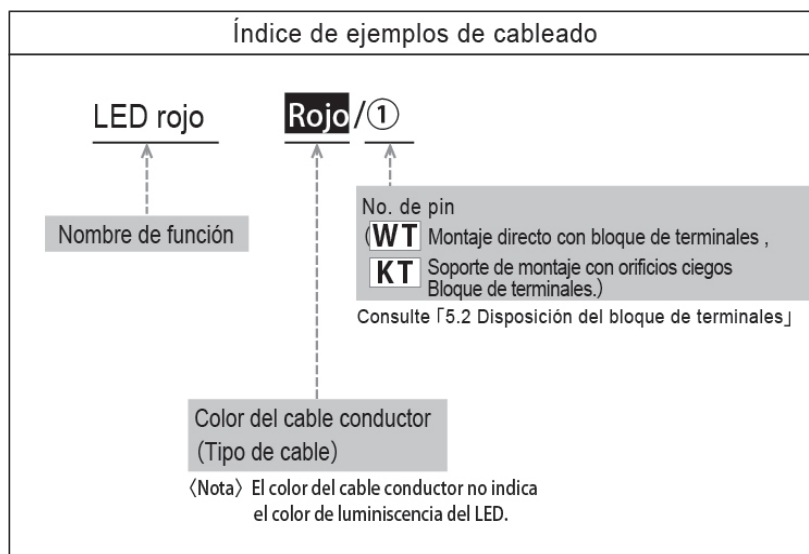 Índice de ejemplos de cableado
LED rojo Rojo/①
Nombre de función
No. de pin
(WT Montaje directo con bloque de terminales ,
KT Soporte de montaje con orificios ciegos
Bloque de terminales.)
Consulte「5.2 Disposición del bloque de terminales」
Color del cable conductor
(Tipo de cable)
〈Nota〉 El color del cable conductor no indica
el color de luminiscencia del LED.